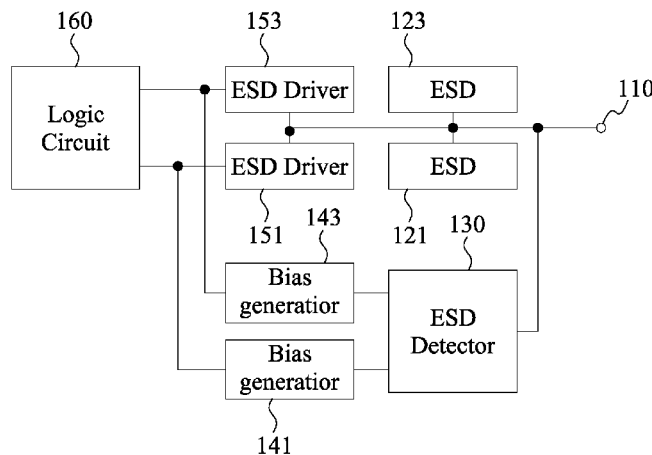 160
153
123
110
Logic
Circuit
ESD Driver
ESD
ESD Driver
ESD
151
121
143
130
Bias
generatior
ESD
Detector
Bias
generatior
141